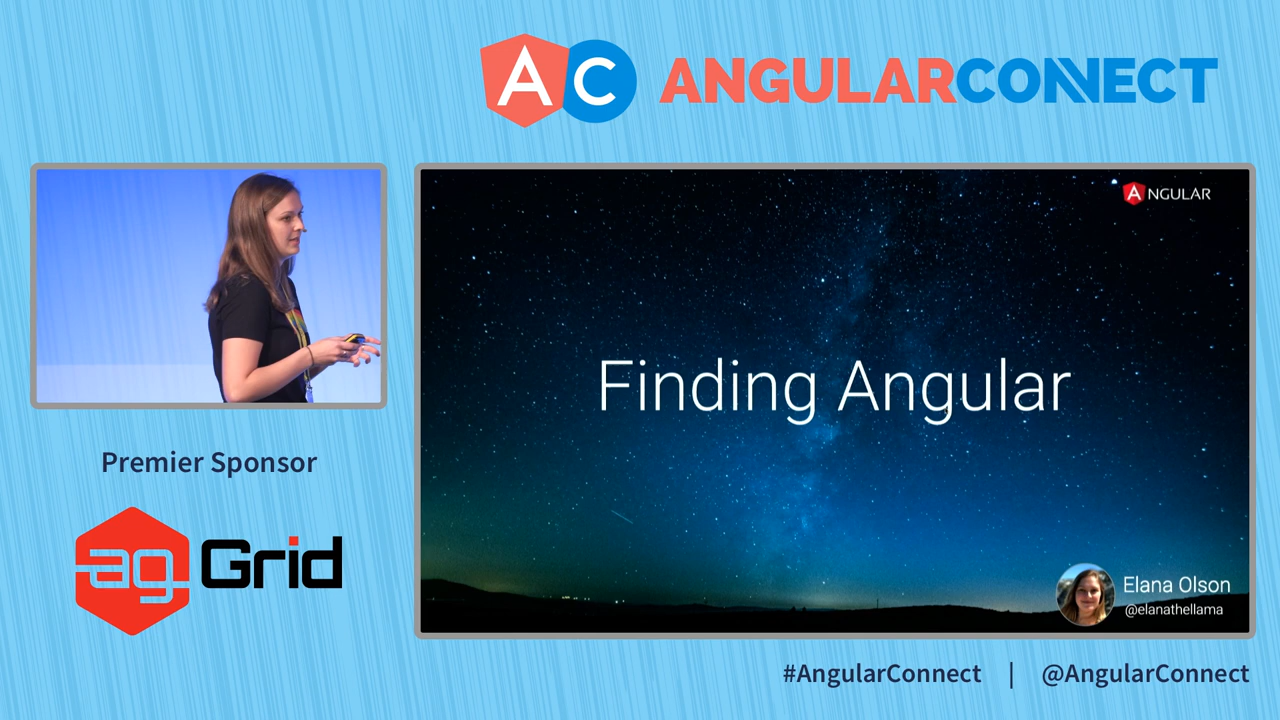 AC ANGULARCONNECT
ANGULAR
Finding Angular
Elana Olson
@elanathellama
Premier Sponsor
ag Grid
#AngularConnect | @AngularConnect